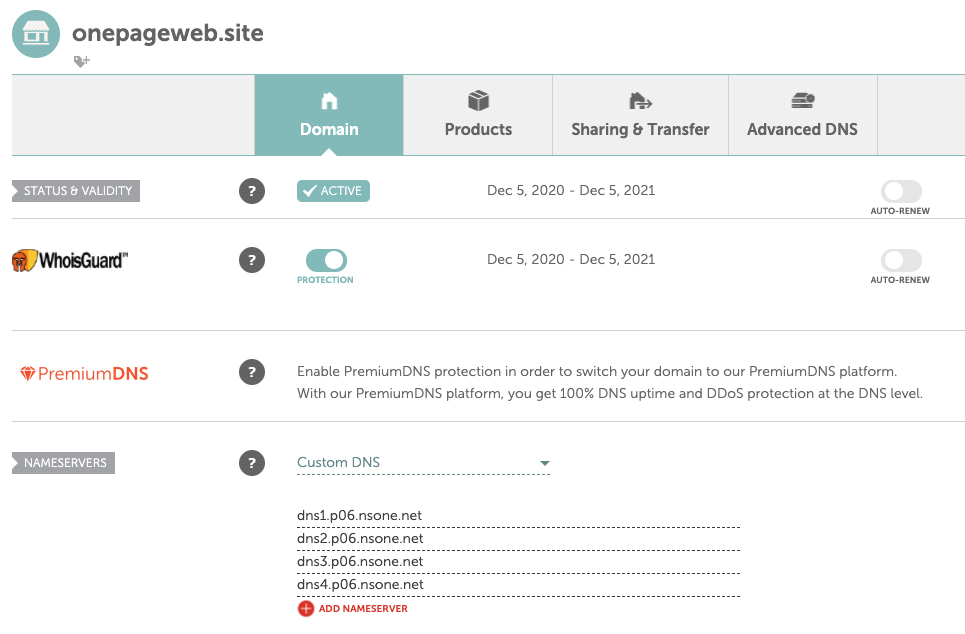 onepageweb.site
Domain
Products
Sharing & Transfer
Advanced DNS
STATUS & VALIDITY
?
ACTIVE
Dec 5, 2020 - Dec 5, 2021
AUTO-RENEW
WhoisGuard™
?
PROTECTION
Dec 5, 2020 - Dec 5, 2021
AUTO-RENEW
PremiumDNS
?
Enable PremiumDNS protection in order to switch your domain to our PremiumDNS platform.
With our PremiumDNS platform, you get 100% DNS uptime and DDoS protection at the DNS level.
NAMESERVERS
?
Custom DNS
dns1.p06.nsone.net
dns2.p06.nsone.net
dns3.p06.nsone.net
dns4.p06.nsone.net
ADD NAMESERVER